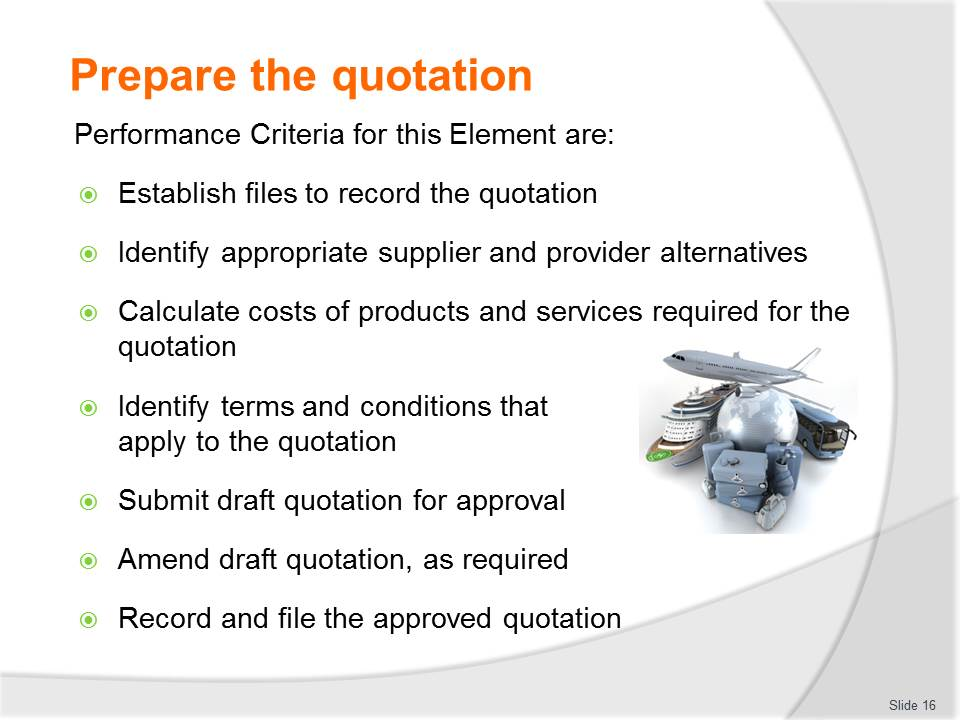 Prepare the quotation
Performance Criteria for this Element are:
Establish files to record the quotation
Identify appropriate supplier and provider alternatives
Calculate costs of products and services required for the
quotation
Identify terms and conditions that
apply to the quotation
Submit draft quotation for approval
Amend draft quotation, as required
Record and file the approved quotation
Slide 16